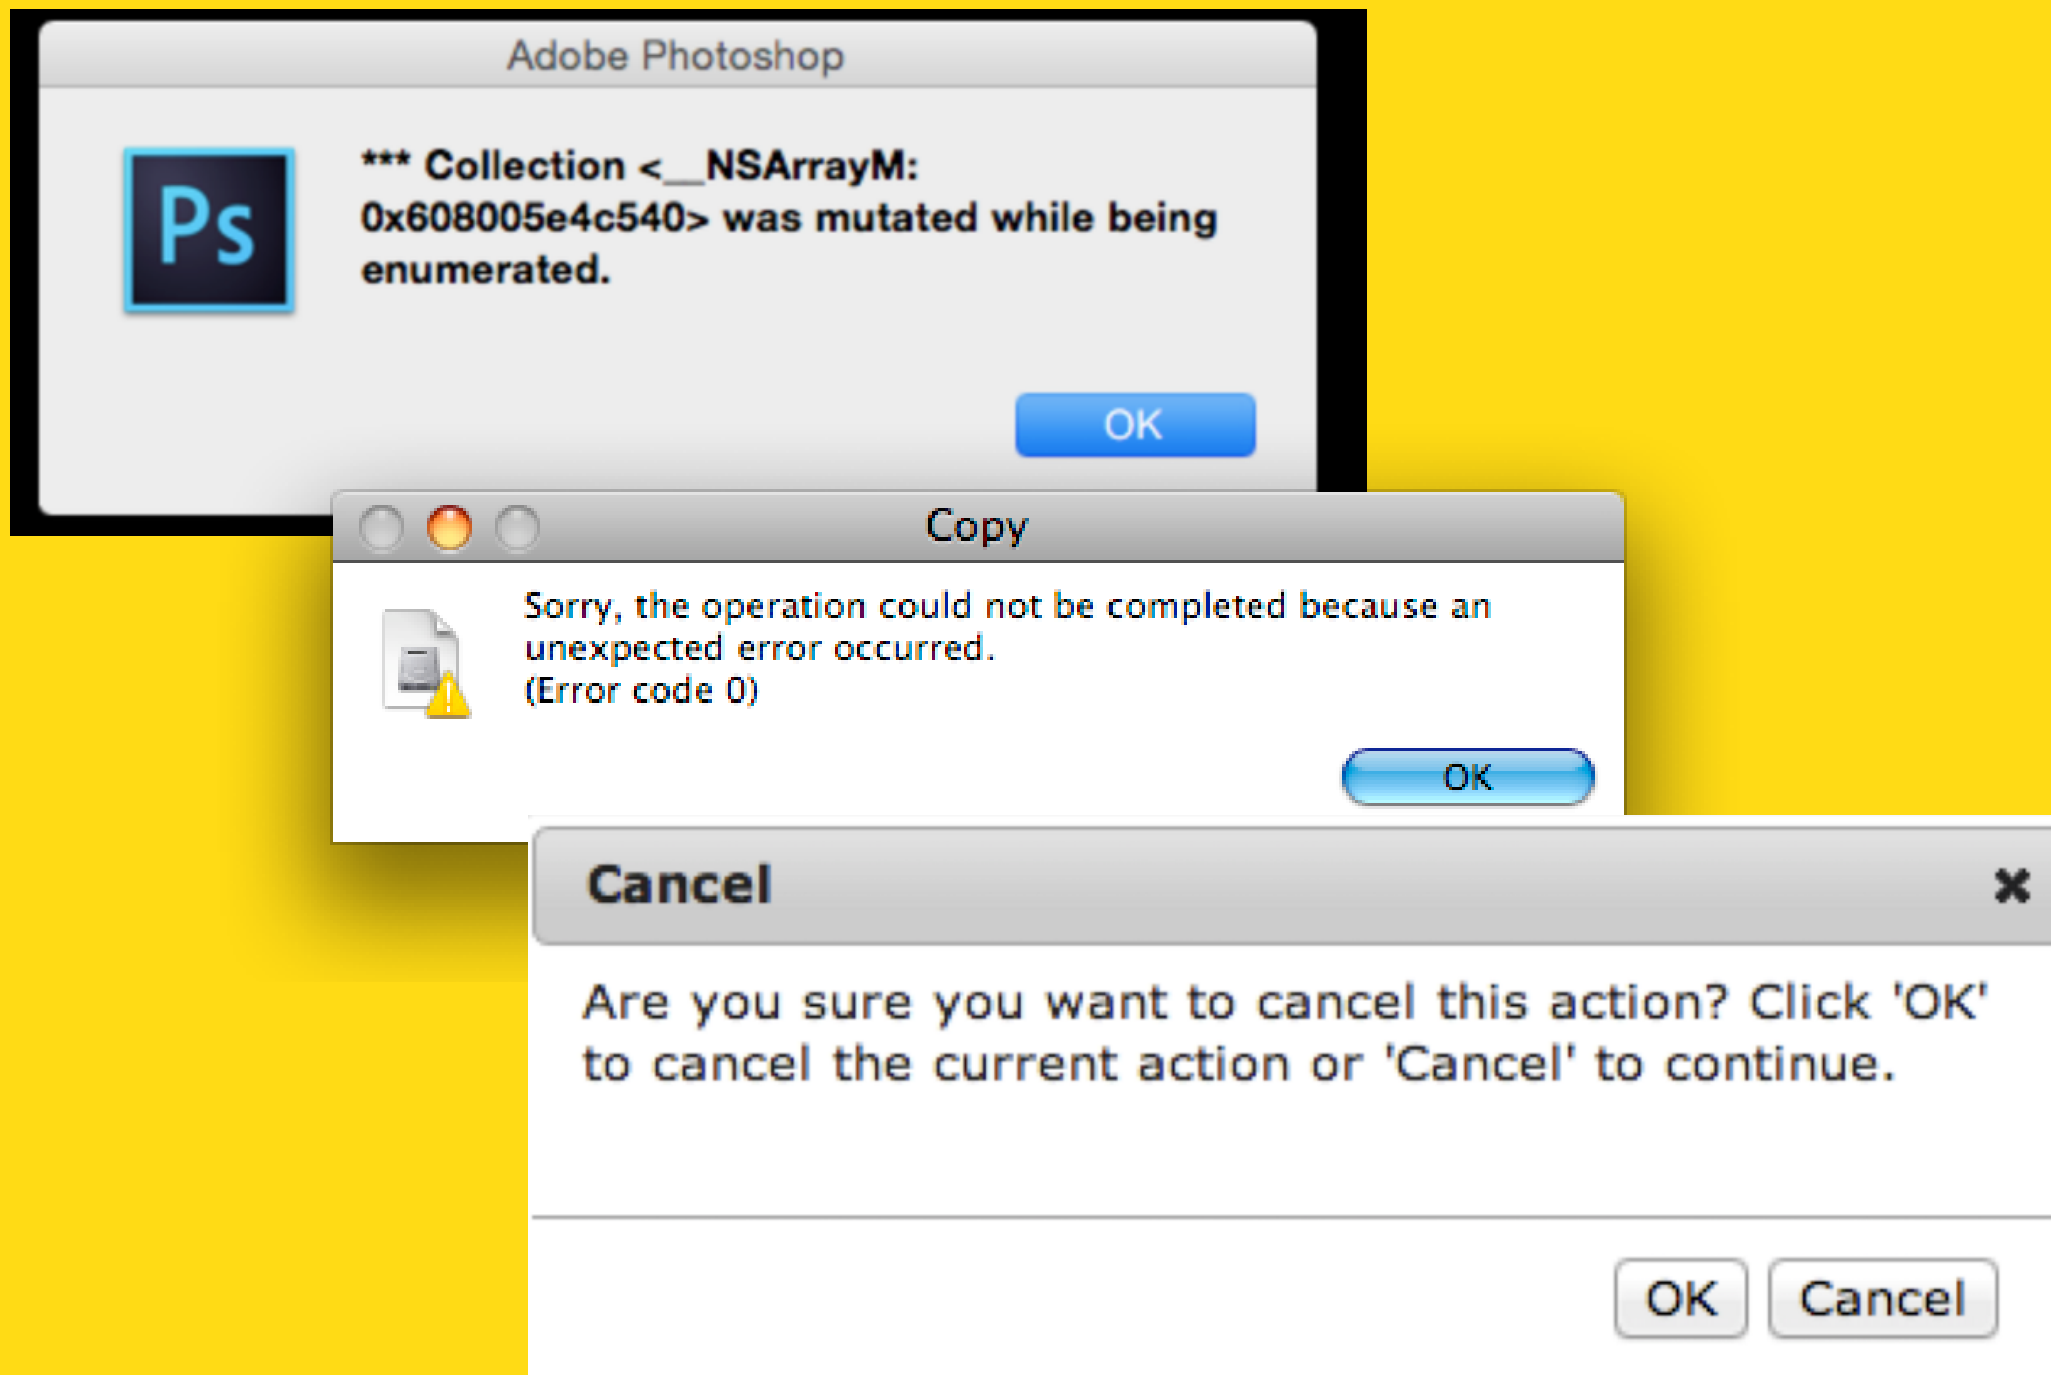 Adobe Photoshop
Ps
*** Collection <__NSArrayM:
0x608005e4c540> was mutated while being
enumerated.
OK
Copy
Sorry, the operation could not be completed because an
unexpected error occurred.
(Error code 0)
OK
Cancel
Are you sure you want to cancel this action? Click 'OK'
to cancel the current action or 'Cancel' to continue.
OK Cancel